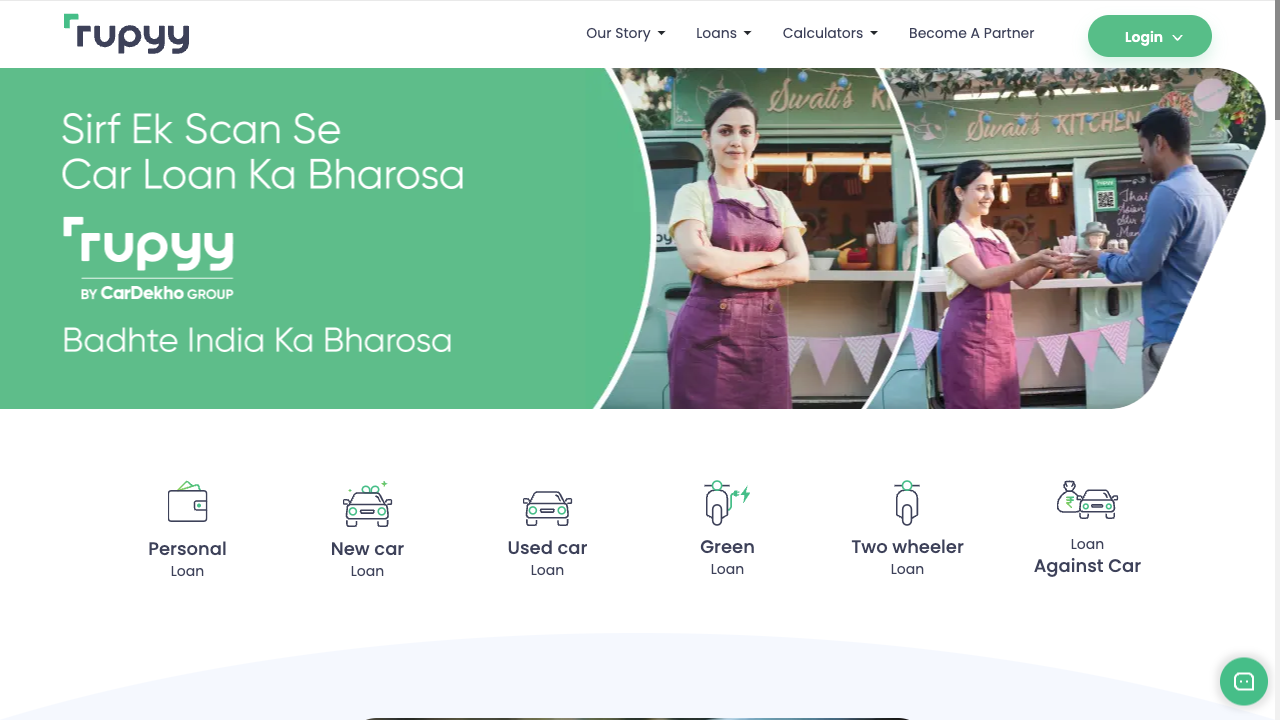 rupyy
Our Story
Loans
Calculators
Become A Partner
Login
Sirf Ek Scan Se
Car Loan Ka Bharosa
rupyy
BY CarDekho GROUP
Badhte India Ka Bharosa
Swati's
Swati's KITCHEN
Personal
Loan
New car
Loan
Used car
Loan
Green
Loan
Two wheeler
Loan
Loan
Against Car